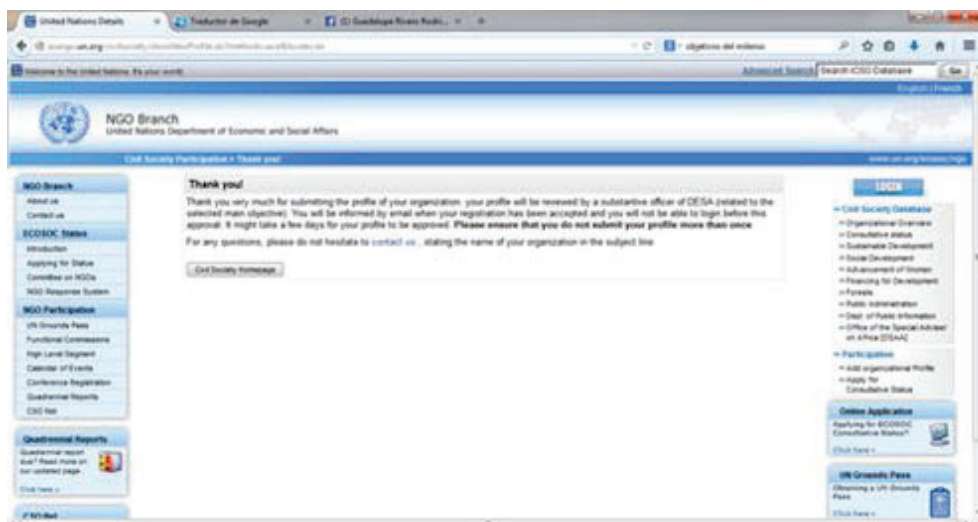 United Nations Details
Traductor de Google
(1) Guadalupe Rivero Rodri...
objetivos del milenio
Welcome to the United Nations. It's your world.
Advanced Search
Search ICSO Database
Go
English | French
NGO Branch
United Nations Department of Economic and Social Affairs
Civil Society Participation » Thank you!
NGO Branch
About us
Contact us
ECOSOC Status
Introduction
Applying for Status
Committee on NGOs
NGO Response System
NGO Participation
UN Grounds Pass
Functional Commissions
High Level Segment
Calendar of Events
Conference Registration
Quadrennial Reports
CSO Net
Quadrennial Reports
Quadrennial report
due? Read more on
our updated page
Click here »
CSO Net
Thank you!
Thank you very much for submitting the profile of your organization. your profile will be reviewed by a substantive officer of DESA (related to the
selected main objective). You will be informed by email when your registration has been accepted and you will not be able to login before this
approval. It might take a few days for your profile to be approved. Please ensure that you do not submit your profile more than once
For any questions, please do not hesitate to contact us , stating the name of your organization in the subject line
Civil Society Homepage
LOGIN
Civil Society Database
Organizational Overview
Consultative status
Sustainable Development
Social Development
Advancement of Women
Financing for Development
Forests
Public Administration
Dept. of Public Information
Office of the Special Adviser
on Africa (OSAA)
Participation
Add organizational Profile
Apply for
Consultative Status
Online Application
Applying for ECOSOC
Consultative Status?
Click here »
UN Grounds Pass
Obtaining a UN Grounds
Pass
Click here »